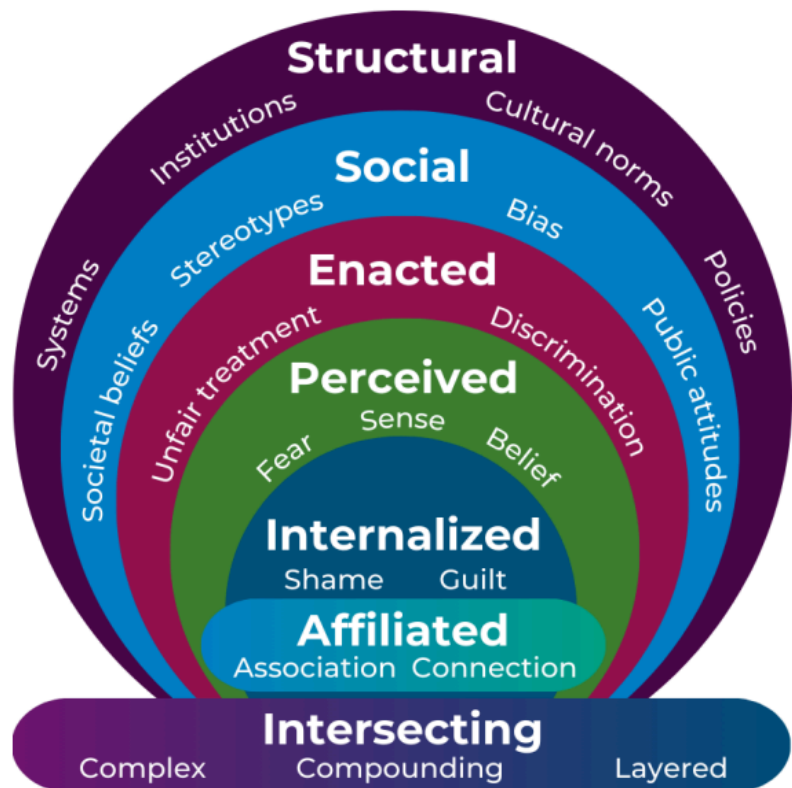 Structural
Institutions
Cultural norms
Systems
Policies
Social
Stereotypes
Bias
Societal beliefs
Public attitudes
Enacted
Unfair treatment
Discrimination
Perceived
Fear
Sense
Belief
Internalized
Shame Guilt
Affiliated
Association Connection
Intersecting
Complex Compounding Layered